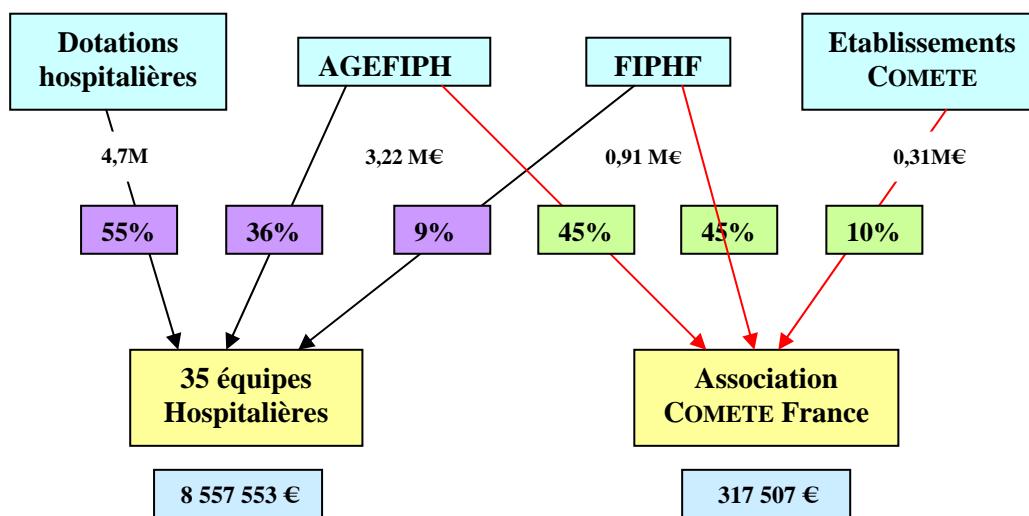 Dotations
hospitalières
AGEFIPH
FIPHF
Etablissements
COMETE
4,7M
3,22 M€
0,91 M€
0,31M€
55%
36%
9%
45%
45%
10%
35 équipes
Hospitalières
Association
COMETE France
8 557 553 €
317 507 €